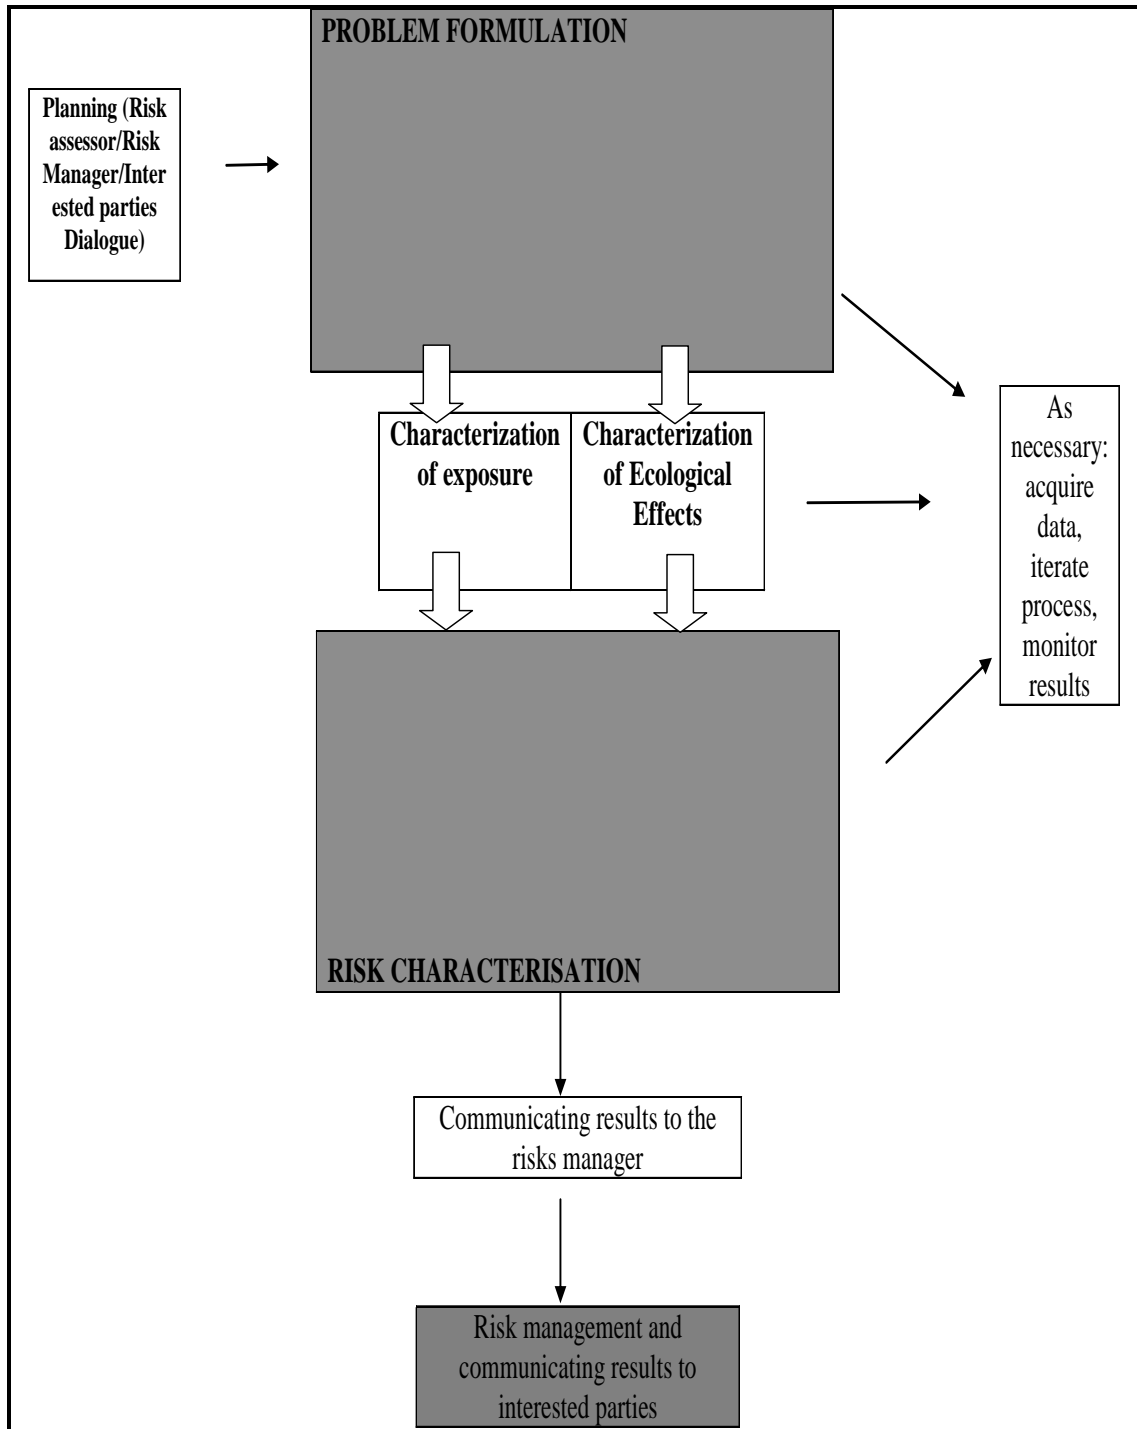 PROBLEM FORMULATION
Planning (Risk
assessor/Risk
Manager/Inter
ested parties
Dialogue)
Characterization
of exposure
Characterization
of Ecological
Effects
As
necessary:
acquire
data,
iterate
process,
monitor
results
RISK CHARACTERISATION
Communicating results to the
risks manager
Risk management and
communicating results to
interested parties